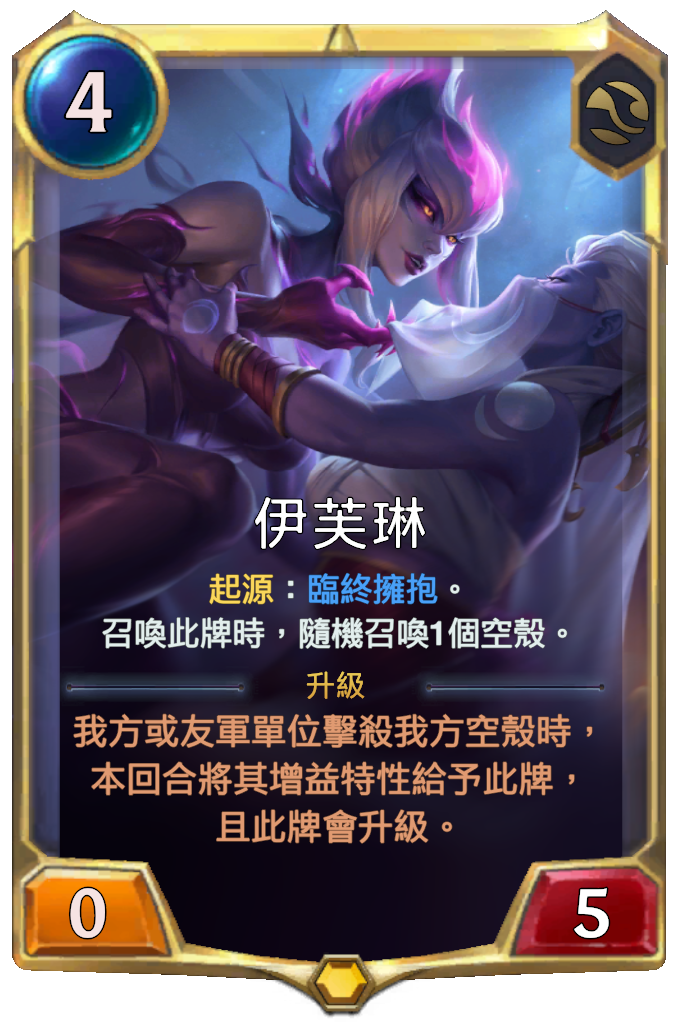 4
伊芙琳
起源：臨終擁抱。
召喚此牌時，隨機召喚1個空殼。
升級
我方或友軍單位擊殺我方空殼時，
本回合將其增益特性給予此牌，
且此牌會升級。
0
5